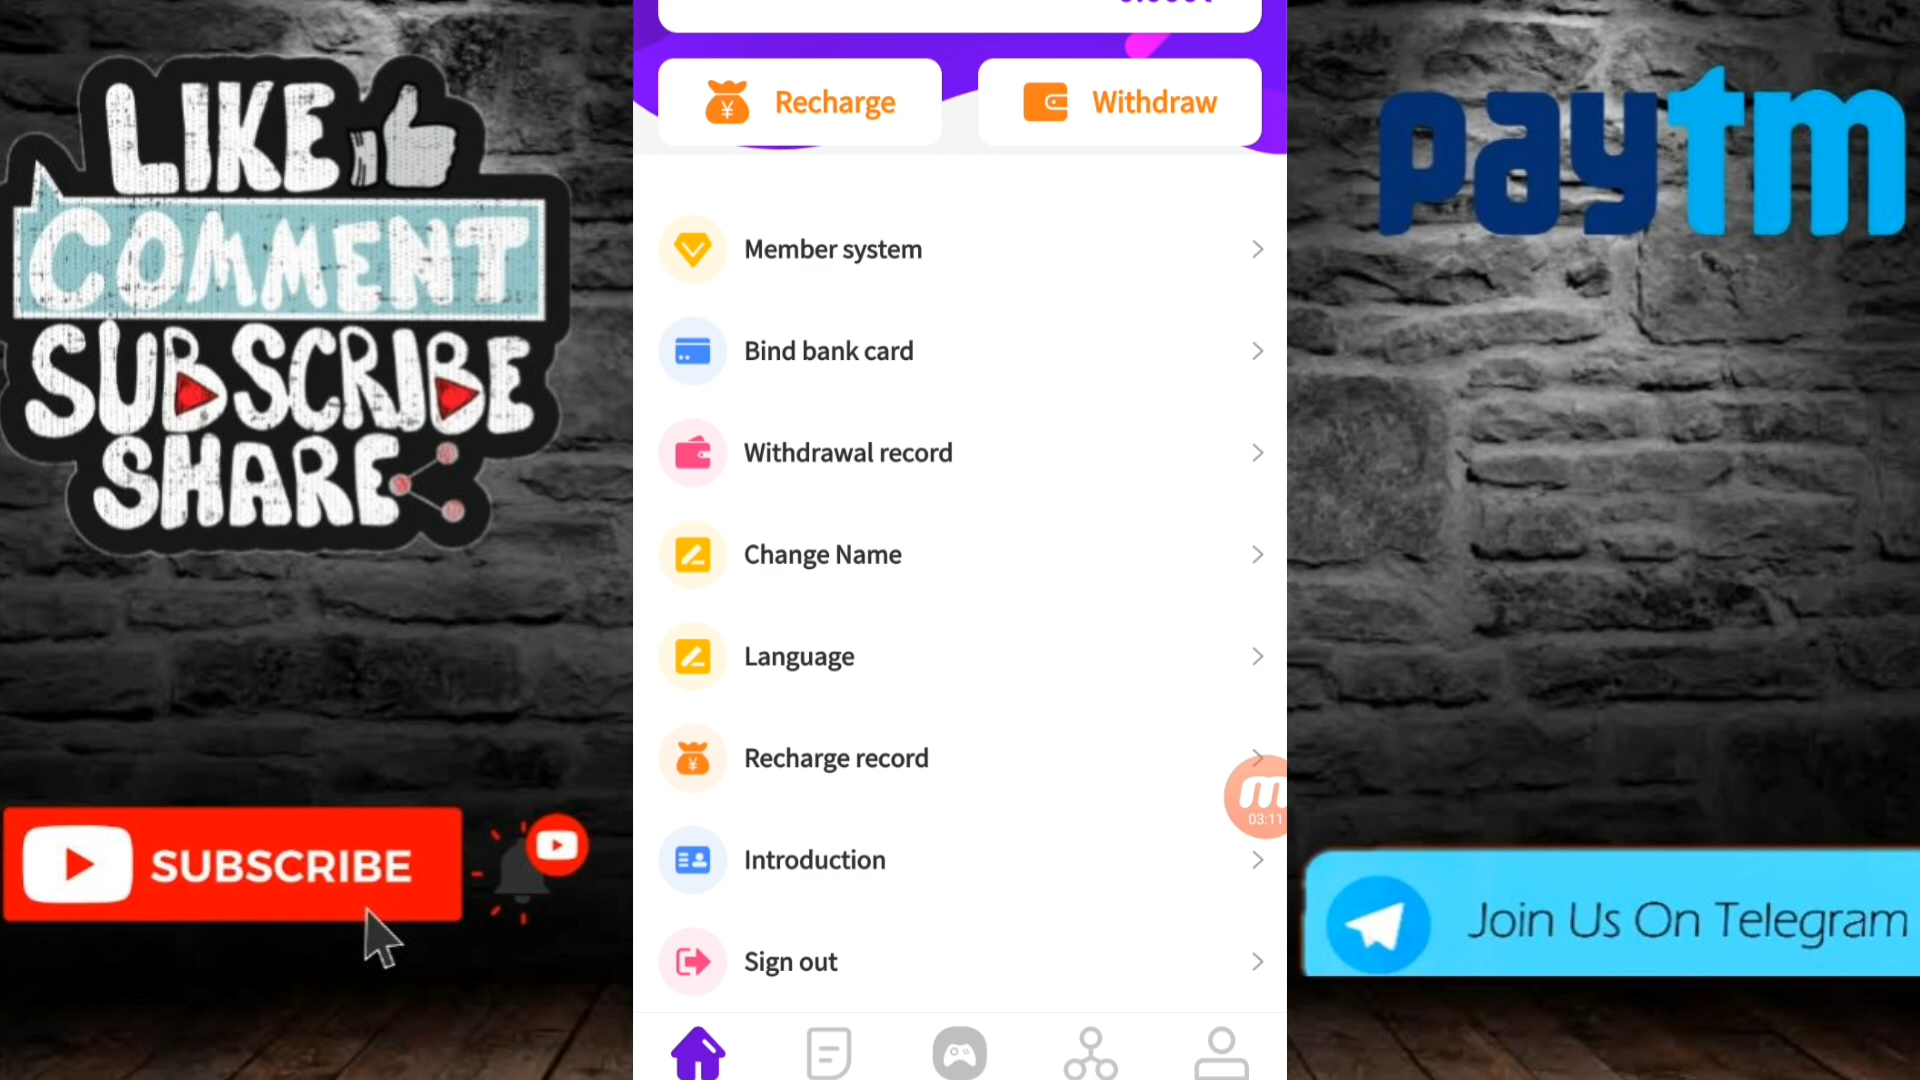 LIKE
COMMENT
SUBSCRIBE
SHARE
SUBSCRIBE
Recharge
Withdraw
Member system
Bind bank card
Withdrawal record
Change Name
Language
Recharge record
Introduction
Sign out
03:11
paytm
Join Us On Telegram